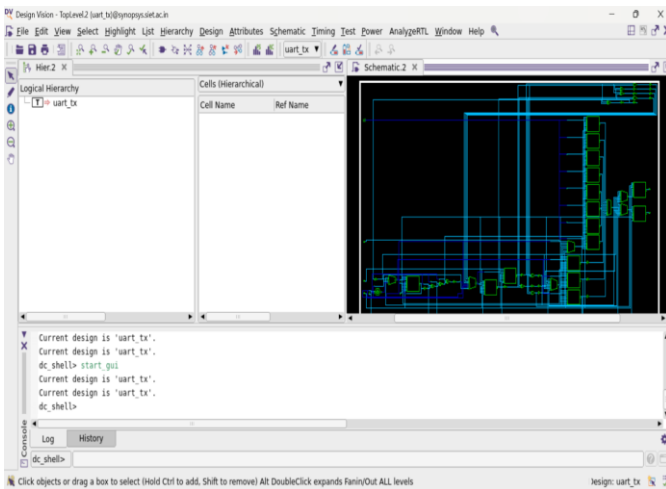 Design Vision - TopLevel.2 (uart_tx)@synopsys.siet.ac.in
File Edit View Select Highlight List Hierarchy Design Attributes Schematic Timing Test Power AnalyzeRTL Window Help
uart_tx
Hier.2
Schematic.2
Logical Hierarchy
Cells (Hierarchical)
T uart_tx
Cell Name Ref Name
Current design is 'uart_tx'.
Current design is 'uart_tx'.
dc_shell> start_gui
Current design is 'uart_tx'.
Current design is 'uart_tx'.
dc_shell>
Console
Log History
dc_shell>
Click objects or drag a box to select (Hold Ctrl to add, Shift to remove) Alt DoubleClick expands Fanin/Out ALL levels
Design: uart_tx